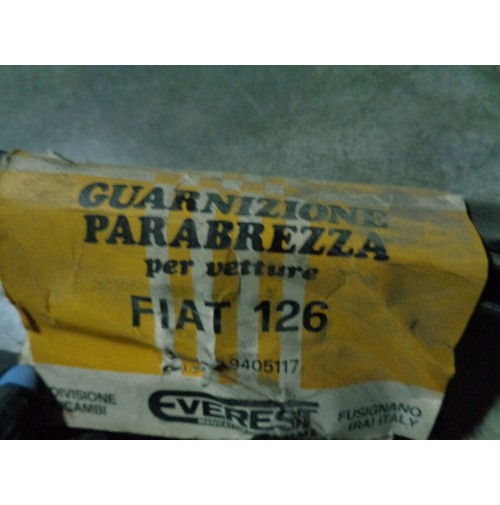 GUARNIZIONE
PARABREZZA
per vetture
FIAT 126
9405117
DIVISIONE
RICAMBI
EVEREST
FUSIGNANO
(RA) ITALY